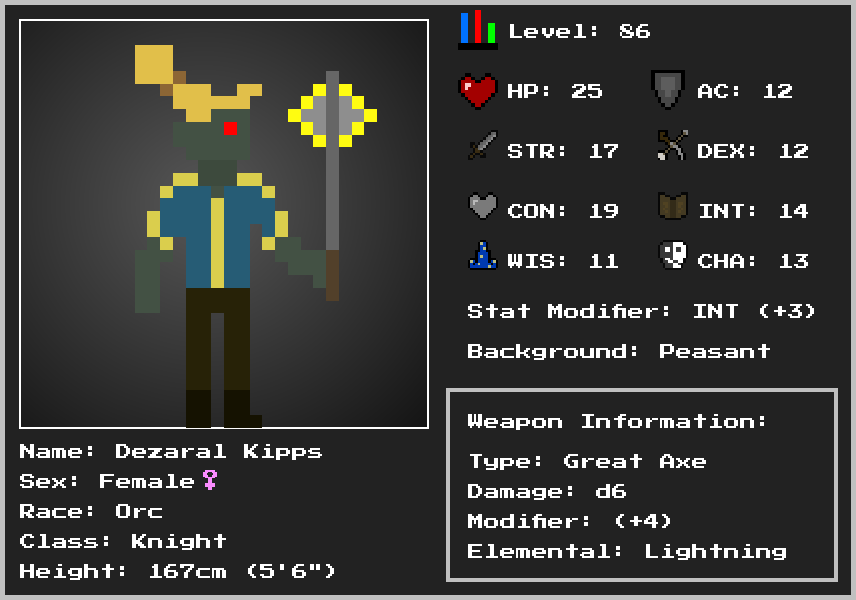 Level: 86
HP: 25
AC: 12
STR: 17
DEX: 12
CON: 19
INT: 14
WIS: 11
CHA: 13
Stat Modifier: INT (+3)
Background: Peasant
Weapon Information:
Type: Great Axe
Damage: d6
Modifier: (+4)
Elemental: Lightning
Name: Dezaral Kipps
Sex: Female♀
Race: Orc
Class: Knight
Height: 167cm (5'6")